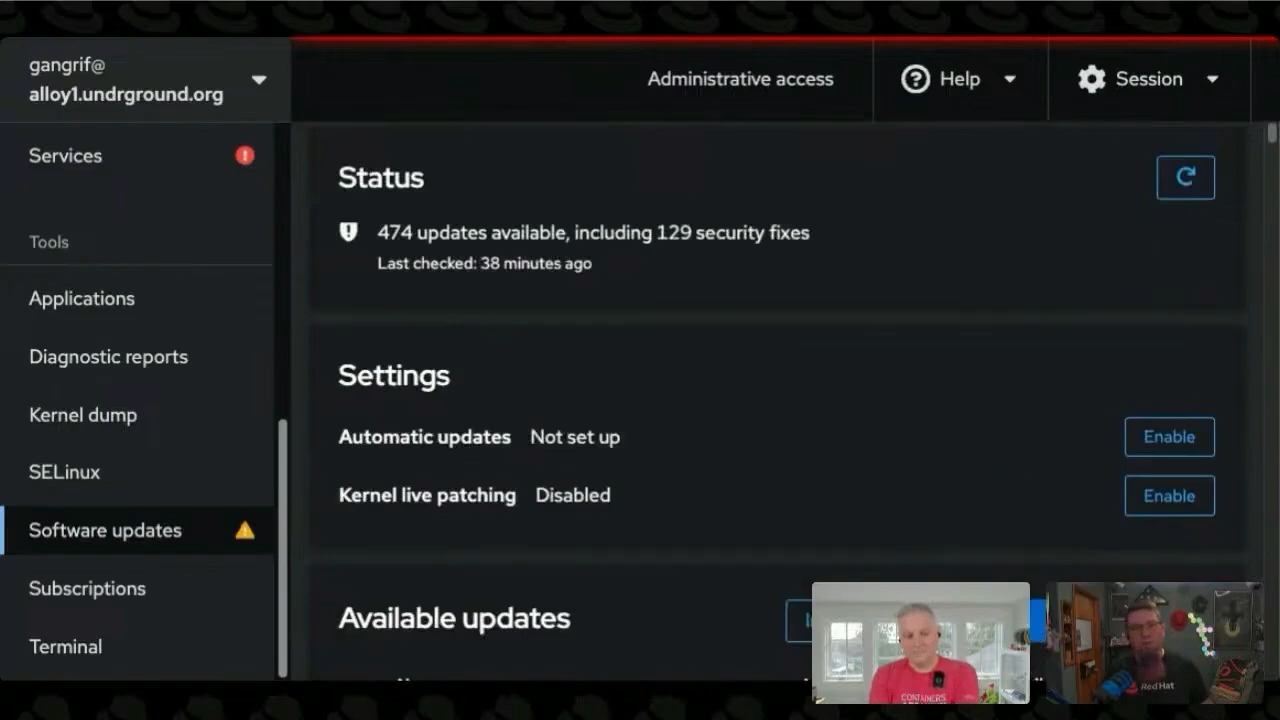 gangrif@
alloy1.undrground.org
Administrative access
Help
Session
Services
Tools
Applications
Diagnostic reports
Kernel dump
SELinux
Software updates
Subscriptions
Terminal
Status
474 updates available, including 129 security fixes
Last checked: 38 minutes ago
Settings
Automatic updates Not set up
Enable
Kernel live patching Disabled
Enable
Available updates
CONTAINERS
Red Hat